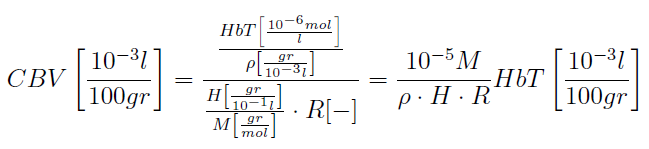 CBV [10^{-3}l / 100gr] = ((HbT[10^{-6}mol / l]) / (ρ[gr / 10^{-3}l])) / ((H[gr / 10^{-1}l]) / (M[gr / mol]) · R[−]) = (10^{-5}M) / (ρ · H · R) HbT [10^{-3}l / 100gr]